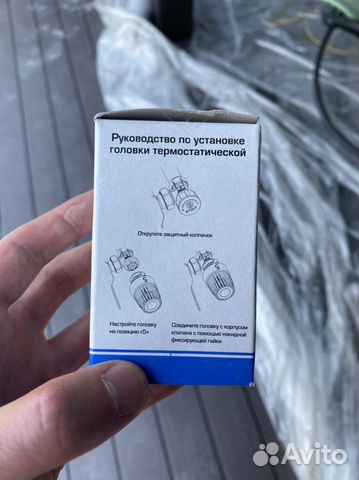 Руководство по установке
головки термостатической
Открутите защитный колпачок
Настройте головку
на позицию «5»
Соедините головку с корпусом
клапана с помощью накидной
фиксирующей гайки
Avito